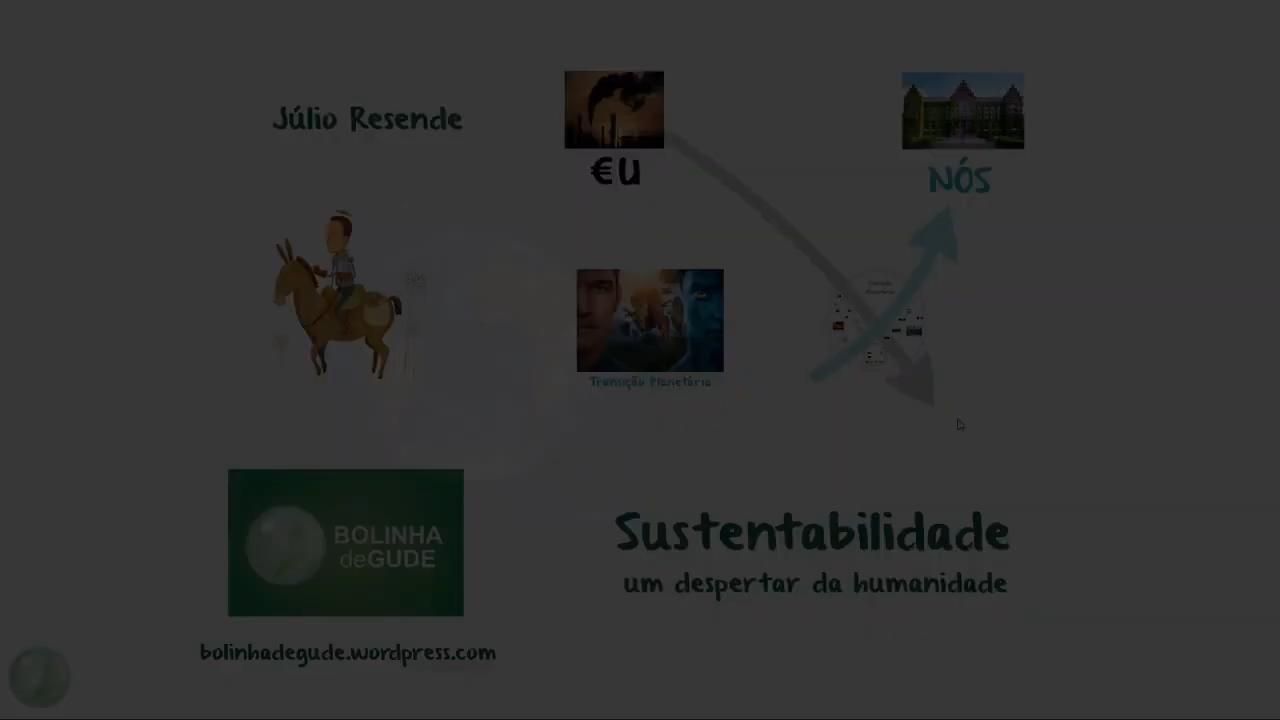 Júlio Resende
€U
NÓS
Transição Planetária
BOLINHA
deGUDE
Sustentabilidade
um despertar da humanidade
bolinhadegude.wordpress.com